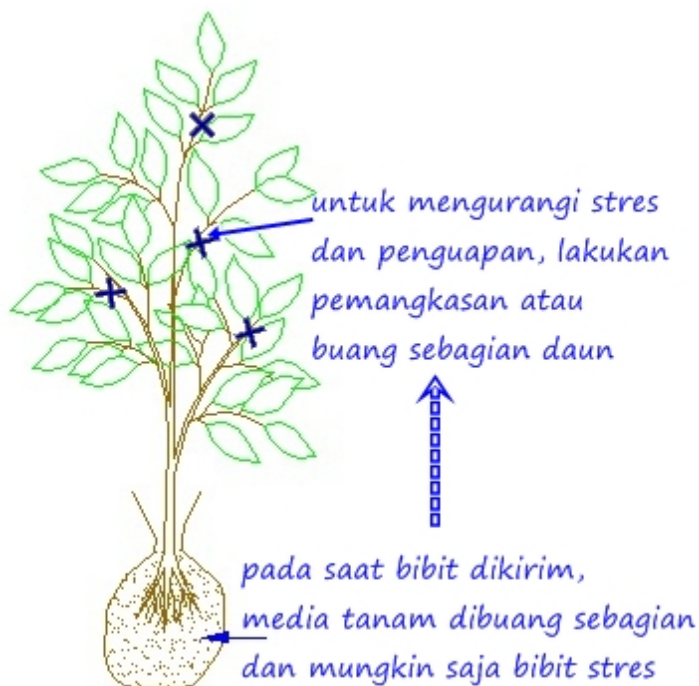 untuk mengurangi stres
dan penguapan, lakukan
pemangkasan atau
buang sebagian daun
pada saat bibit dikirim,
media tanam dibuang sebagian
dan mungkin saja bibit stres